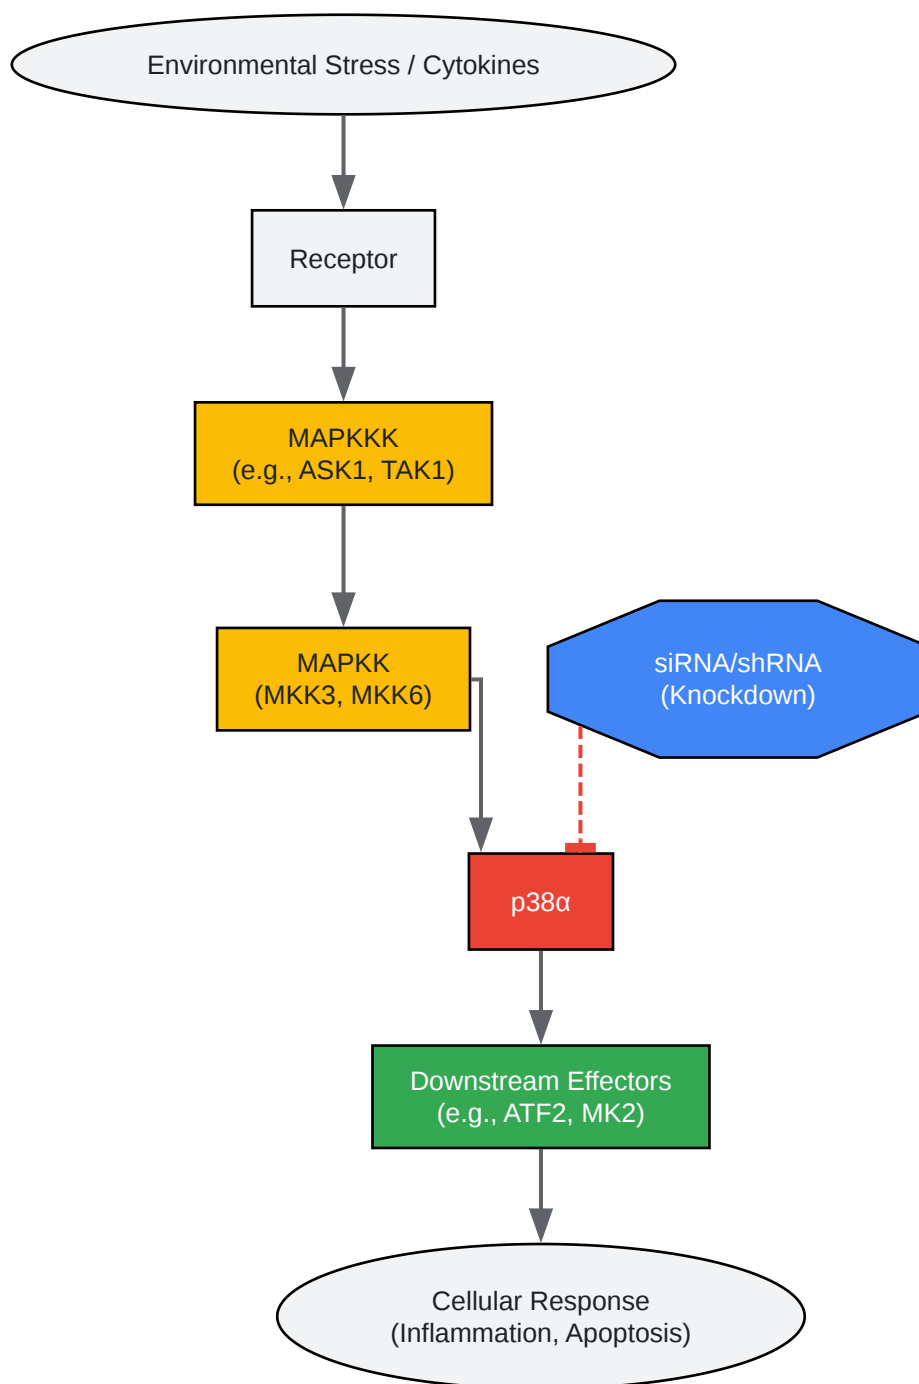 Environmental Stress / Cytokines
Receptor
MAPKKK
(e.g., ASK1, TAK1)
MAPKK
(MKK3, MKK6)
siRNA/shRNA
(Knockdown)
p38α
Downstream Effectors
(e.g., ATF2, MK2)
Cellular Response
(Inflammation, Apoptosis)